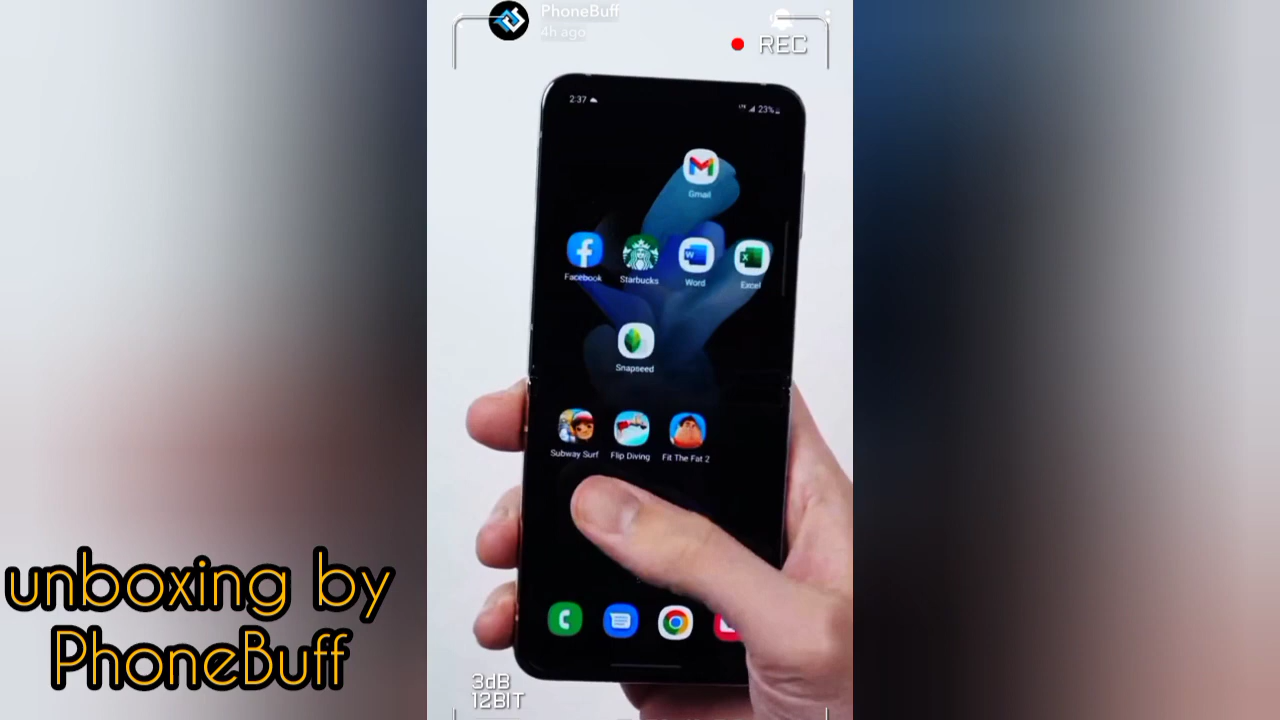 PhoneBuff
4h ago
REC
2:37
23%
Gmail
Facebook
Starbucks
Word
Excel
Snapseed
Subway Surf
Flip Diving
Fit The Fat 2
unboxing by
PhoneBuff
3dB
12BIT